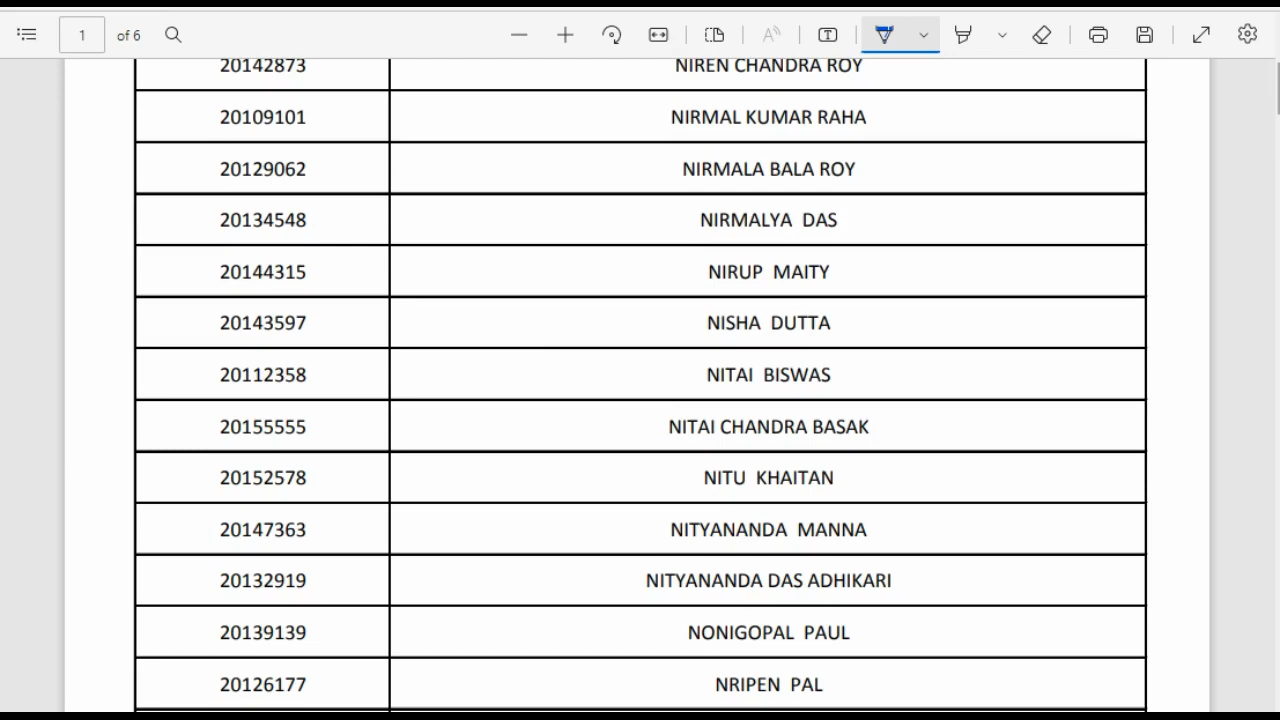 1 of 6
20142873 NIREN CHANDRA ROY
20109101 NIRMAL KUMAR RAHA
20129062 NIRMALA BALA ROY
20134548 NIRMALYA DAS
20144315 NIRUP MAITY
20143597 NISHA DUTTA
20112358 NITAI BISWAS
20155555 NITAI CHANDRA BASAK
20152578 NITU KHAITAN
20147363 NITYANANDA MANNA
20132919 NITYANANDA DAS ADHIKARI
20139139 NONIGOPAL PAUL
20126177 NRIPEN PAL